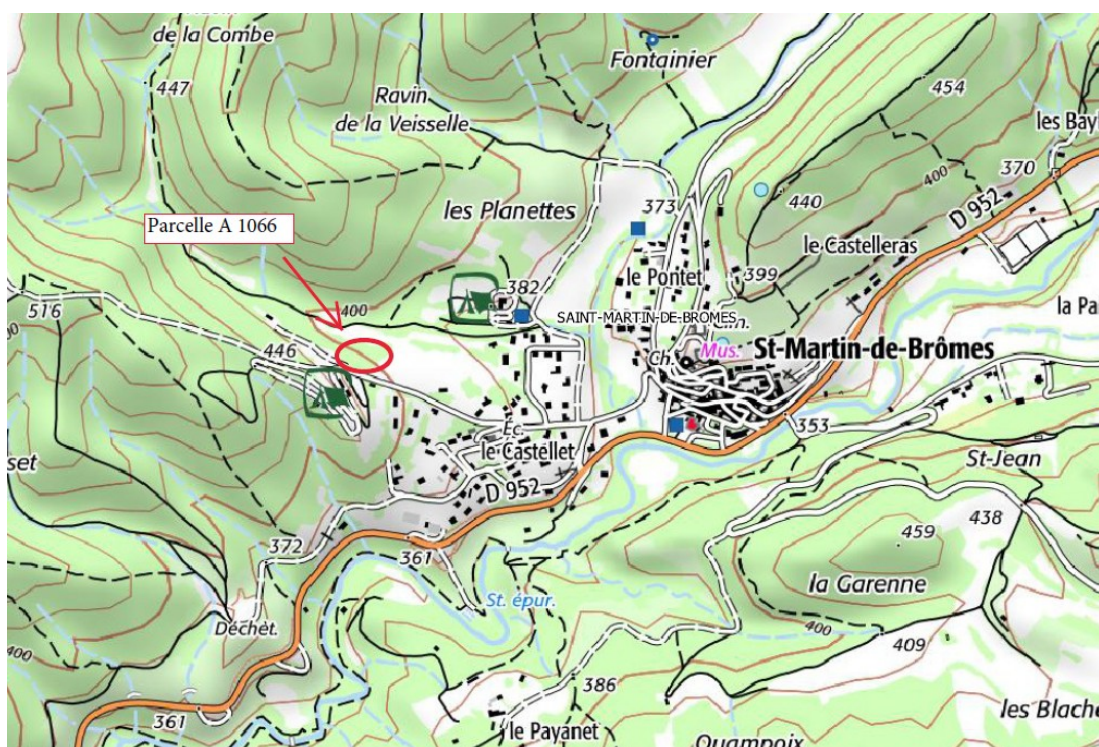 de la Combe
Fontainier
447
454
Ravin
de la Veisselle
les Bayl
370
400
D 952
Parcelle A 1066
les Planettes
373
440
le Castelleras
le Pontet
399
382
516
400
SAINT-MARTIN-DE-BROMES
la Pa
446
Ch
Mus.
St-Martin-de-Brômes
Éc.
353
le Castellet
set
D 952
St-Jean
372
361
459
438
la Garenne
St. épur.
Déchet.
400
400
409
386
361
les Blache
le Payanet
Quampoix